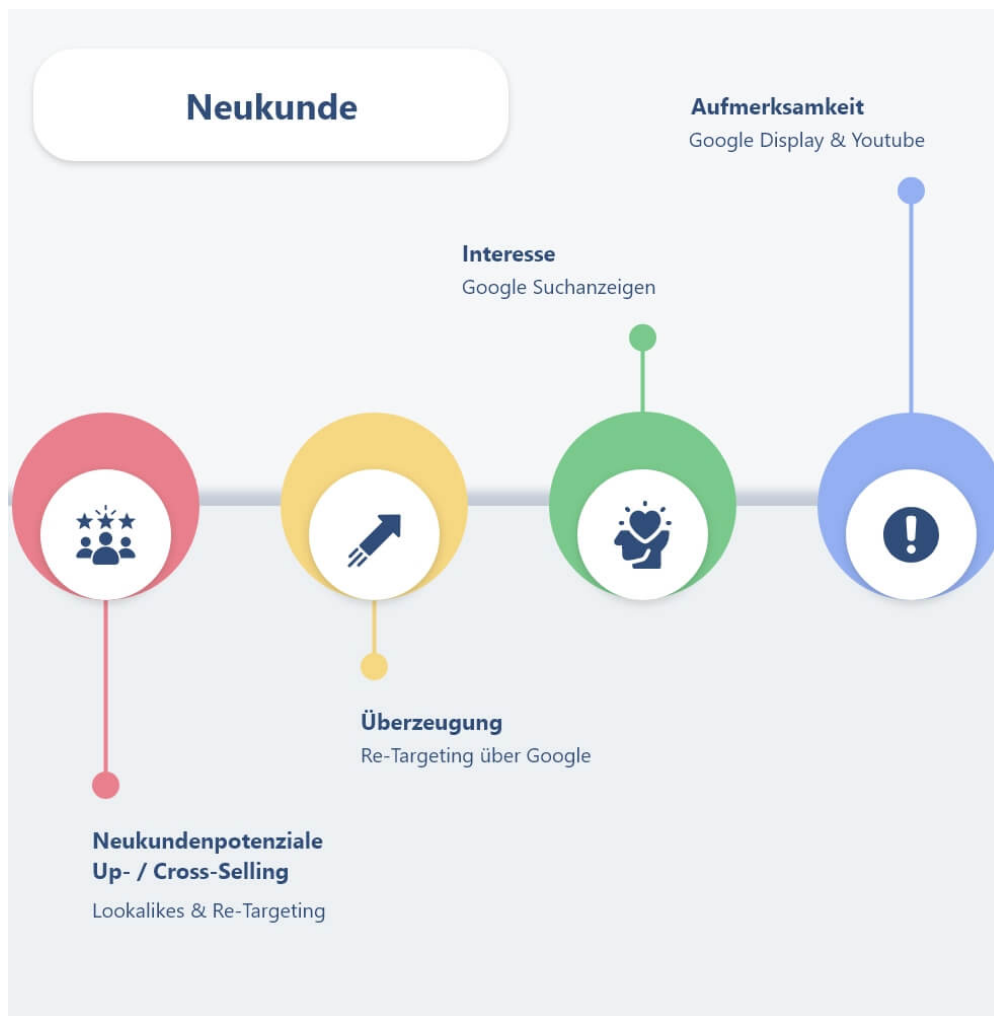 Neukunde
Aufmerksamkeit
Google Display & Youtube
Interesse
Google Suchanzeigen
Überzeugung
Re-Targeting über Google
Neukundenpotenziale
Up- / Cross-Selling
Lookalikes & Re-Targeting